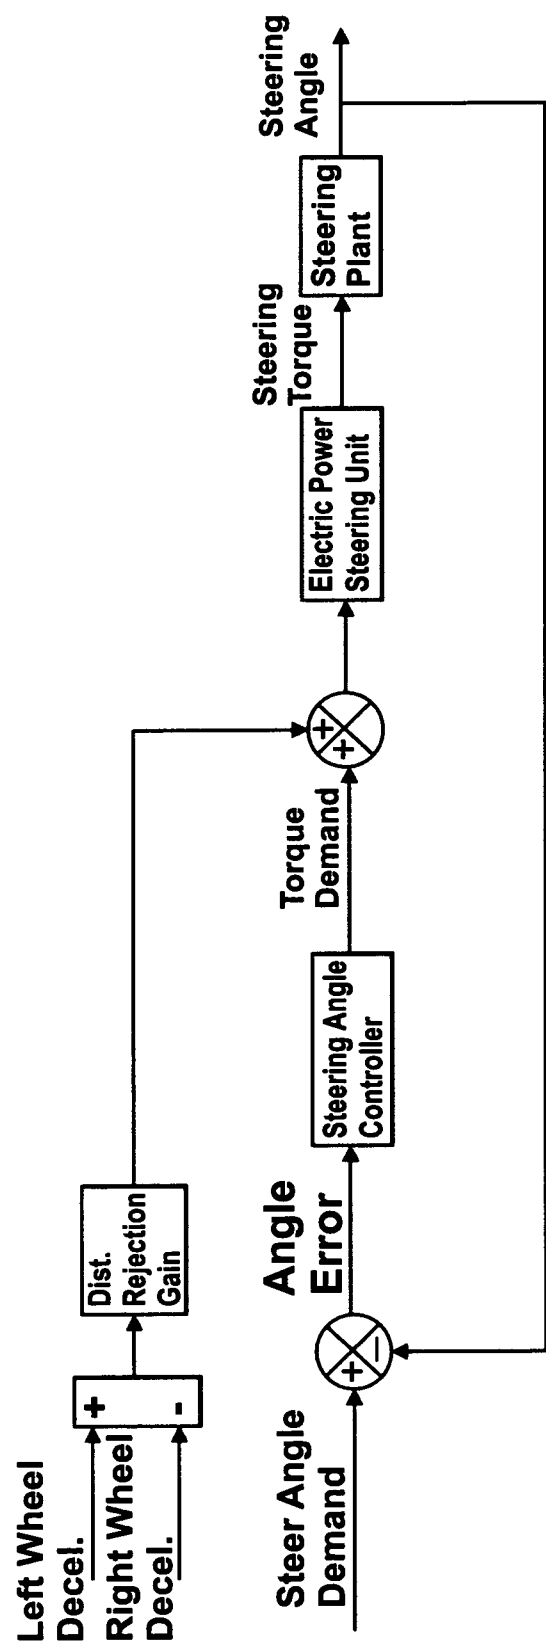 Left Wheel
Decel.
+
Right Wheel
Decel.
-
Dist.
Rejection
Gain
Steer Angle
Demand
+
−
Angle
Error
Steering Angle
Controller
Torque
Demand
+
+
Electric Power
Steering Unit
Steering
Torque
Steering
Plant
Steering
Angle